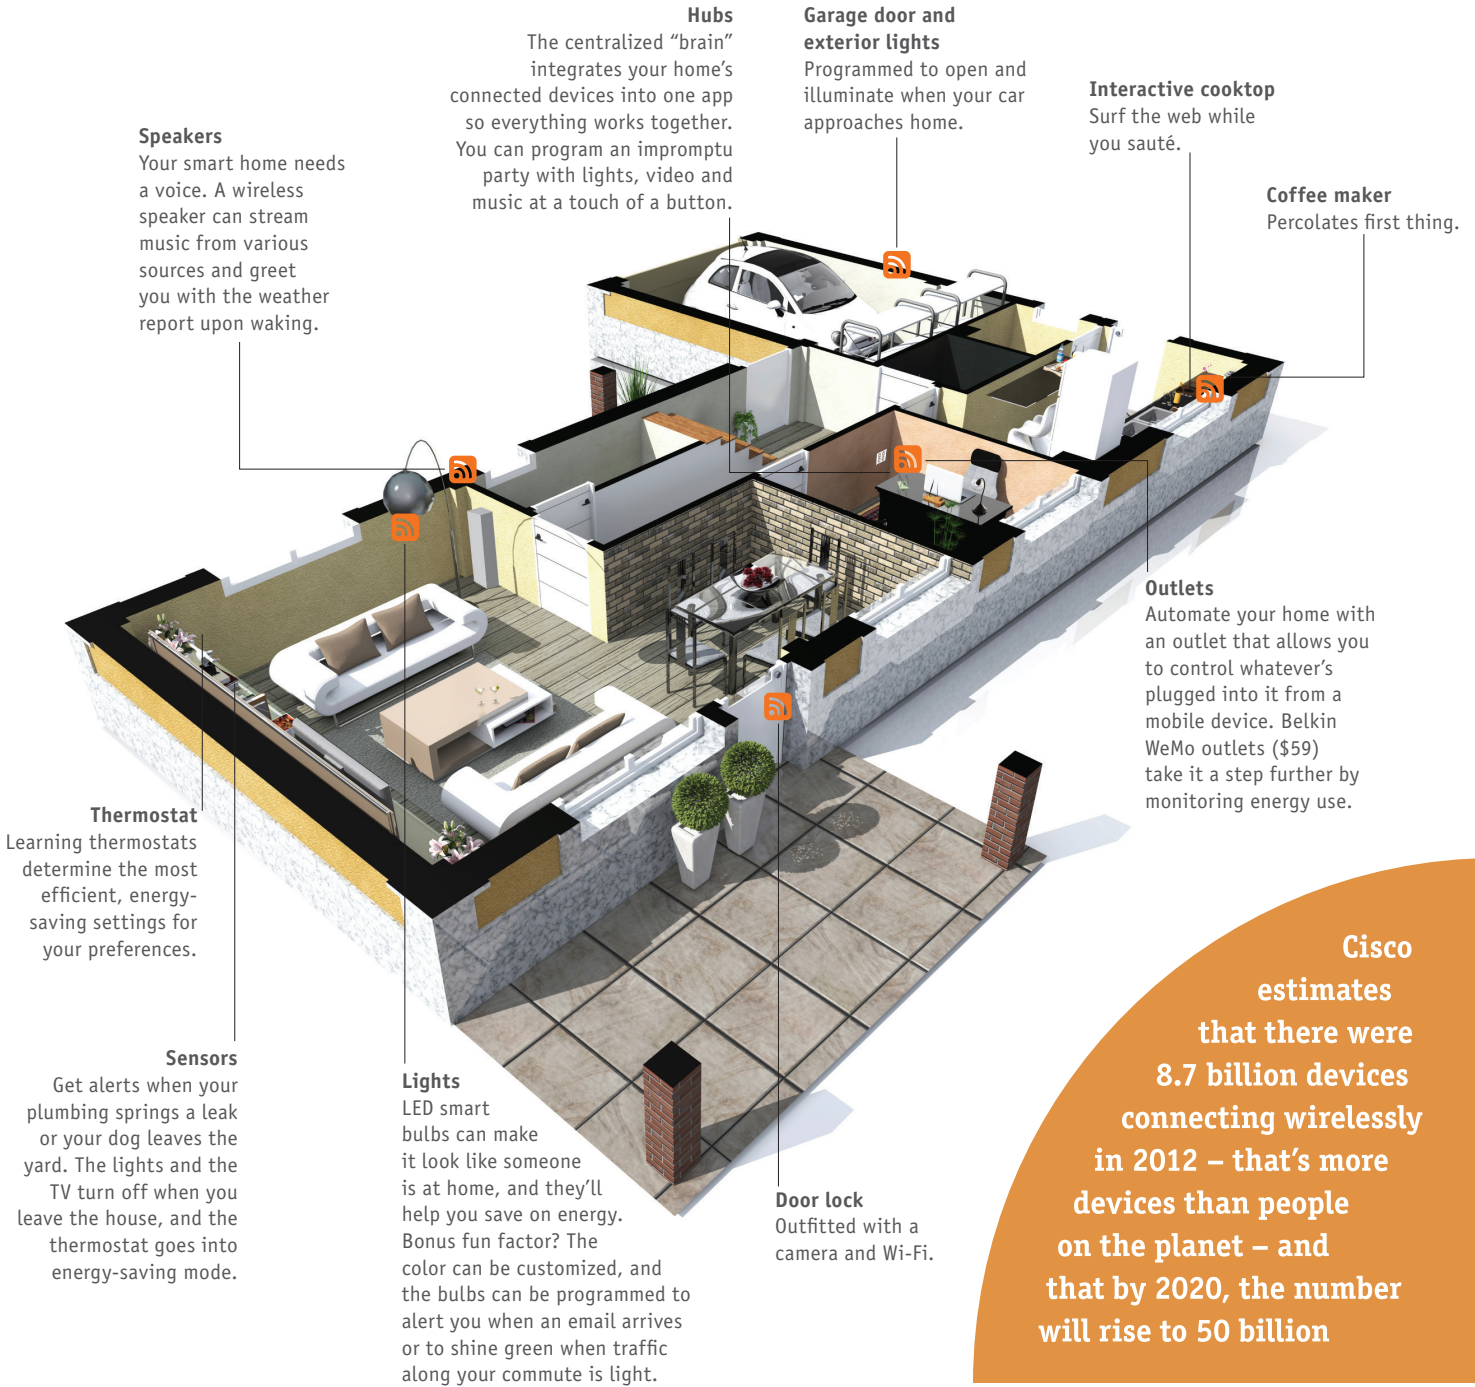 Hubs
The centralized “brain”
integrates your home’s
connected devices into one app
so everything works together.
You can program an impromptu
party with lights, video and
music at a touch of a button.
Garage door and
exterior lights
Programmed to open and
illuminate when your car
approaches home.
Interactive cooktop
Surf the web while
you sauté.
Coffee maker
Percolates first thing.
Speakers
Your smart home needs
a voice. A wireless
speaker can stream
music from various
sources and greet
you with the weather
report upon waking.
Outlets
Automate your home with
an outlet that allows you
to control whatever’s
plugged into it from a
mobile device. Belkin
WeMo outlets ($59)
take it a step further by
monitoring energy use.
Thermostat
Learning thermostats
determine the most
efficient, energy-
saving settings for
your preferences.
Sensors
Get alerts when your
plumbing springs a leak
or your dog leaves the
yard. The lights and the
TV turn off when you
leave the house, and the
thermostat goes into
energy-saving mode.
Lights
LED smart
bulbs can make
it look like someone
is at home, and they’ll
help you save on energy.
Bonus fun factor? The
color can be customized, and
the bulbs can be programmed to
alert you when an email arrives
or to shine green when traffic
along your commute is light.
Door lock
Outfitted with a
camera and Wi-Fi.
Cisco
estimates
that there were
8.7 billion devices
connecting wirelessly
in 2012 – that’s more
devices than people
on the planet – and
that by 2020, the number
will rise to 50 billion